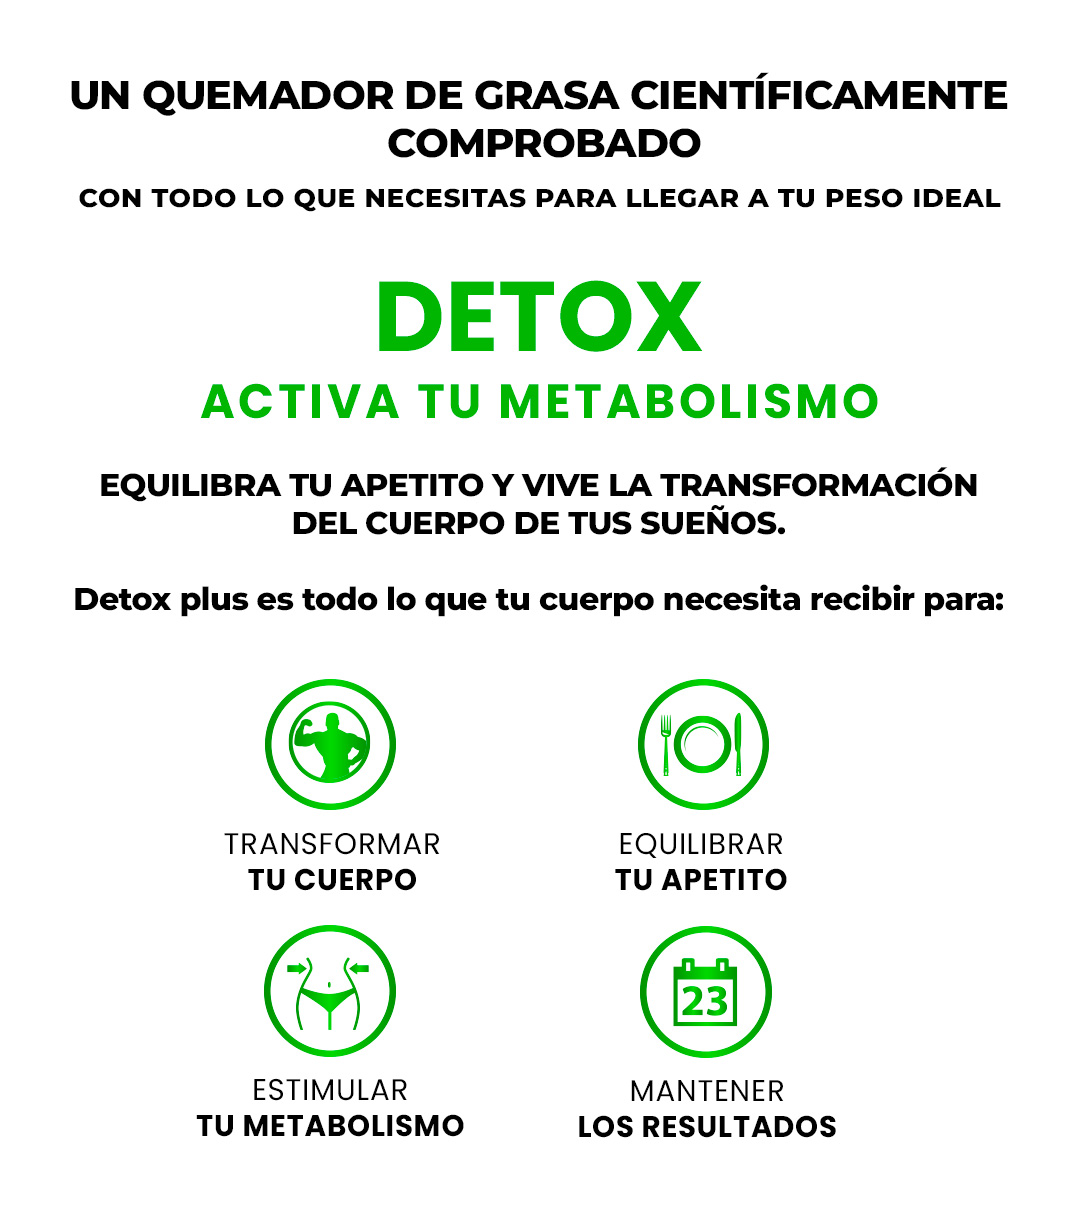 UN QUEMADOR DE GRASA CIENTÍFICAMENTE
COMPROBADO
CON TODO LO QUE NECESITAS PARA LLEGAR A TU PESO IDEAL
DETOX
ACTIVA TU METABOLISMO
EQUILIBRA TU APETITO Y VIVE LA TRANSFORMACIÓN
DEL CUERPO DE TUS SUEÑOS.
Detox plus es todo lo que tu cuerpo necesita recibir para:
TRANSFORMAR
TU CUERPO
EQUILIBRAR
TU APETITO
ESTIMULAR
TU METABOLISMO
23
MANTENER
LOS RESULTADOS